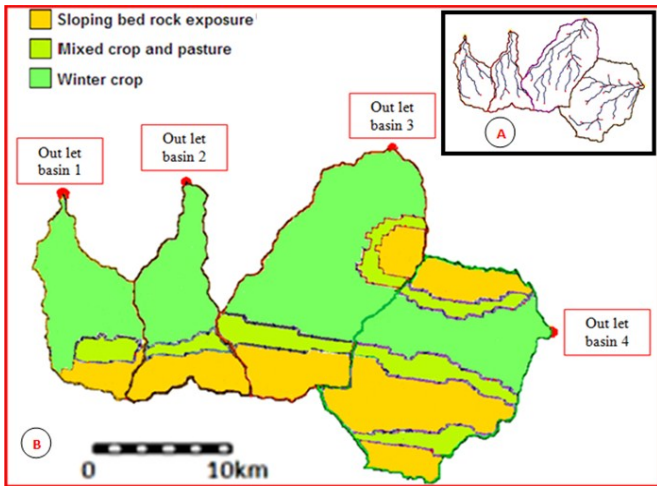 Sloping bed rock exposure
Mixed crop and pasture
Winter crop
Out let
basin 1
Out let
basin 2
Out let
basin 3
A
Out let
basin 4
B
0
10km